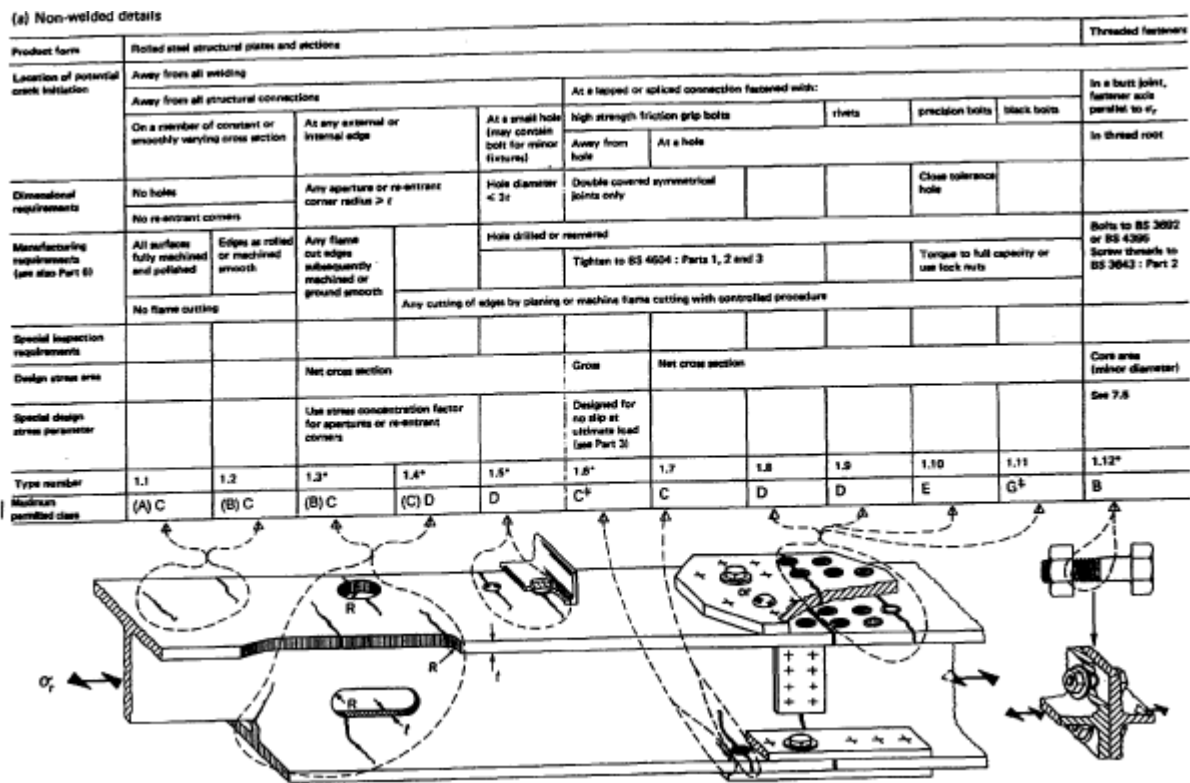 (a) Non-welded details
Product form
Rolled steel structural plates and sections
Threaded fasteners
Location of potential
crack initiation
Away from all welding
Away from all structural connections
At a lapped or spliced connection fastened with:
In a butt joint,
fastener axis
parallel to σr
On a member of constant or
smoothly varying cross section
At any external or
internal edge
At a small hole
(may contain
bolt for minor
fixtures)
high strength friction grip bolts
rivets
precision bolts
black bolts
Away from
hole
At a hole
In thread root
Dimensional
requirements
No holes
No re-entrant corners
Any aperture or re-entrant
corner radius ⩾ t
Hole diameter
⩽ 3t
Double covered symmetrical
joints only
Close tolerance
hole
Manufacturing
requirements
(see also Part 6)
All surfaces
fully machined
and polished
Edges as rolled
or machined
smooth
Any flame
cut edges
subsequently
machined or
ground smooth
Hole drilled or reamered
Tighten to BS 4604 : Parts 1, 2 and 3
Torque to full capacity or
use lock nuts
Bolts to BS 3692
or BS 4395
Screw threads to
BS 3643 : Part 2
No flame cutting
Any cutting of edges by planing or machine flame cutting with controlled procedure
Special inspection
requirements
Design stress area
Net cross section
Gross
Net cross section
Core area
(minor diameter)
Special design
stress parameter
Use stress concentration factor
for apertures or re-entrant
corners
Designed for
no slip at
ultimate load
(see Part 3)
See 7.5
Type number
1.1
1.2
1.3*
1.4*
1.5*
1.6*
1.7
1.8
1.9
1.10
1.11
1.12*
Maximum
permitted class
(A) C
(B) C
(B) C
(C) D
D
C‡
C
D
D
E
G‡
B
R
R
t
σr
R
r